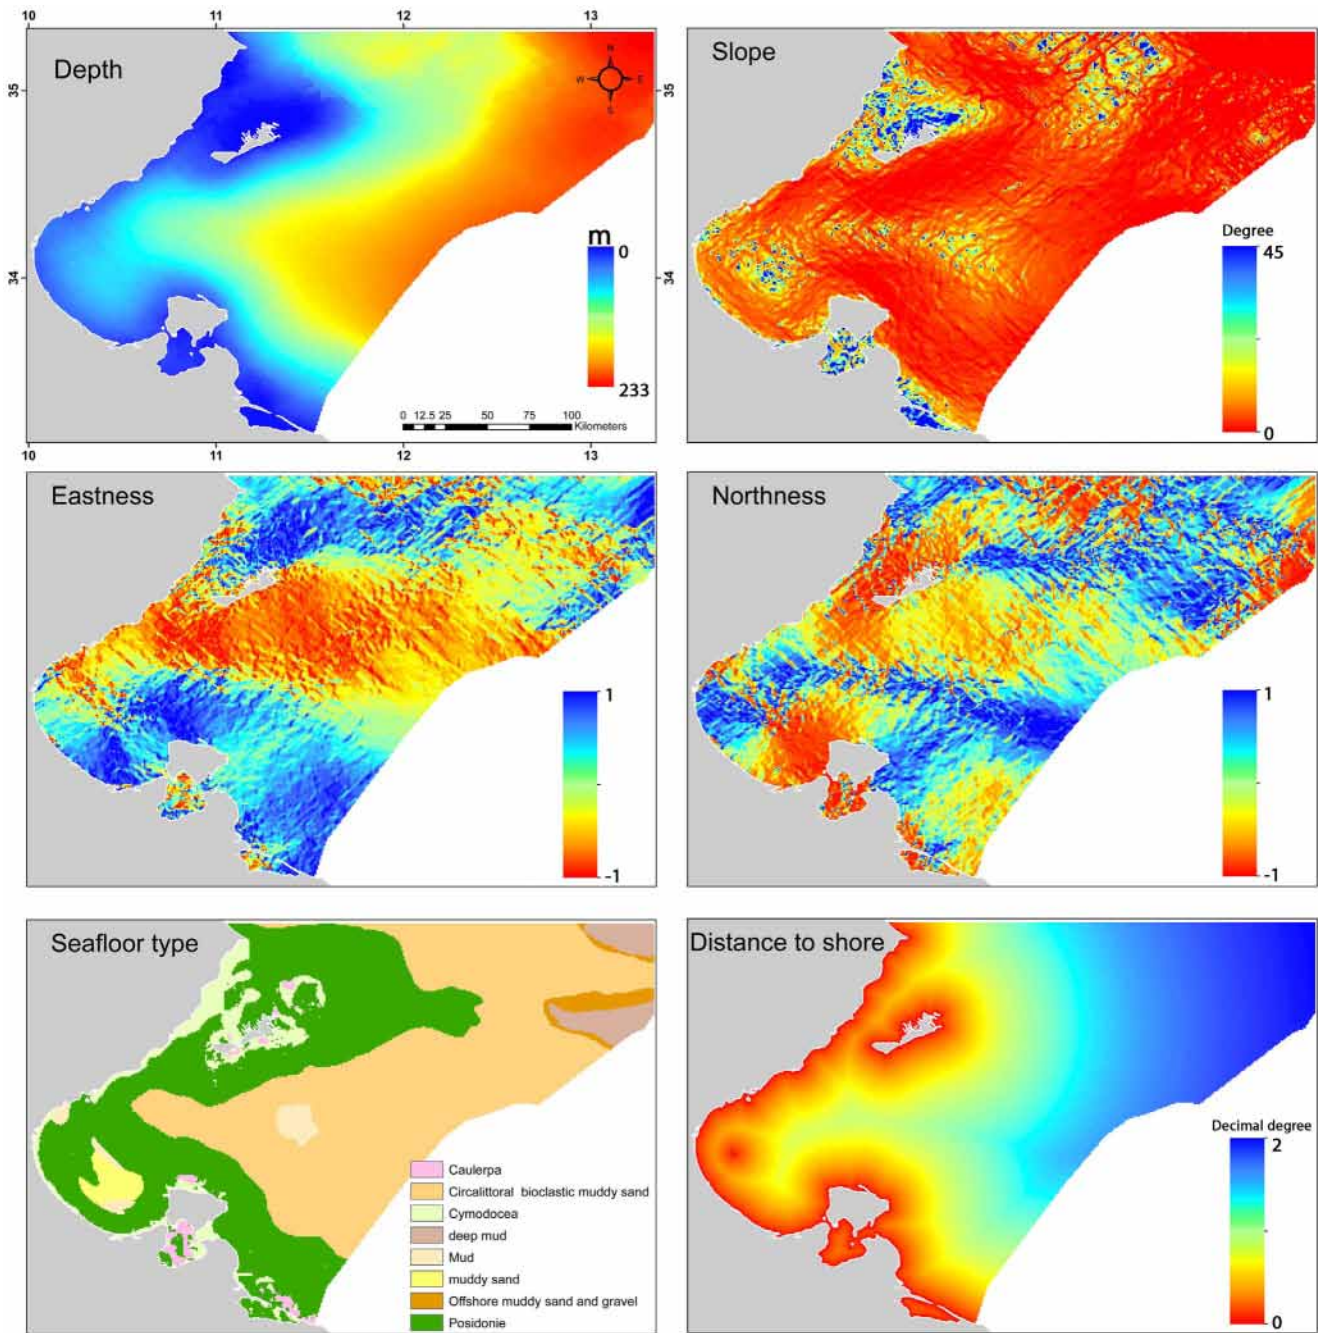 10 11 12 13
Depth
N
W E
S
35
34
m
0
233
0 12.5 25 50 75 100
Kilometers
10 11 12 13
Slope
35
34
Degree
45
0
Eastness
1
-1
Northness
1
-1
Seafloor type
Caulerpa
Circalittoral bioclastic muddy sand
Cymodocea
deep mud
Mud
muddy sand
Offshore muddy sand and gravel
Posidonie
Distance to shore
Decimal degree
2
0